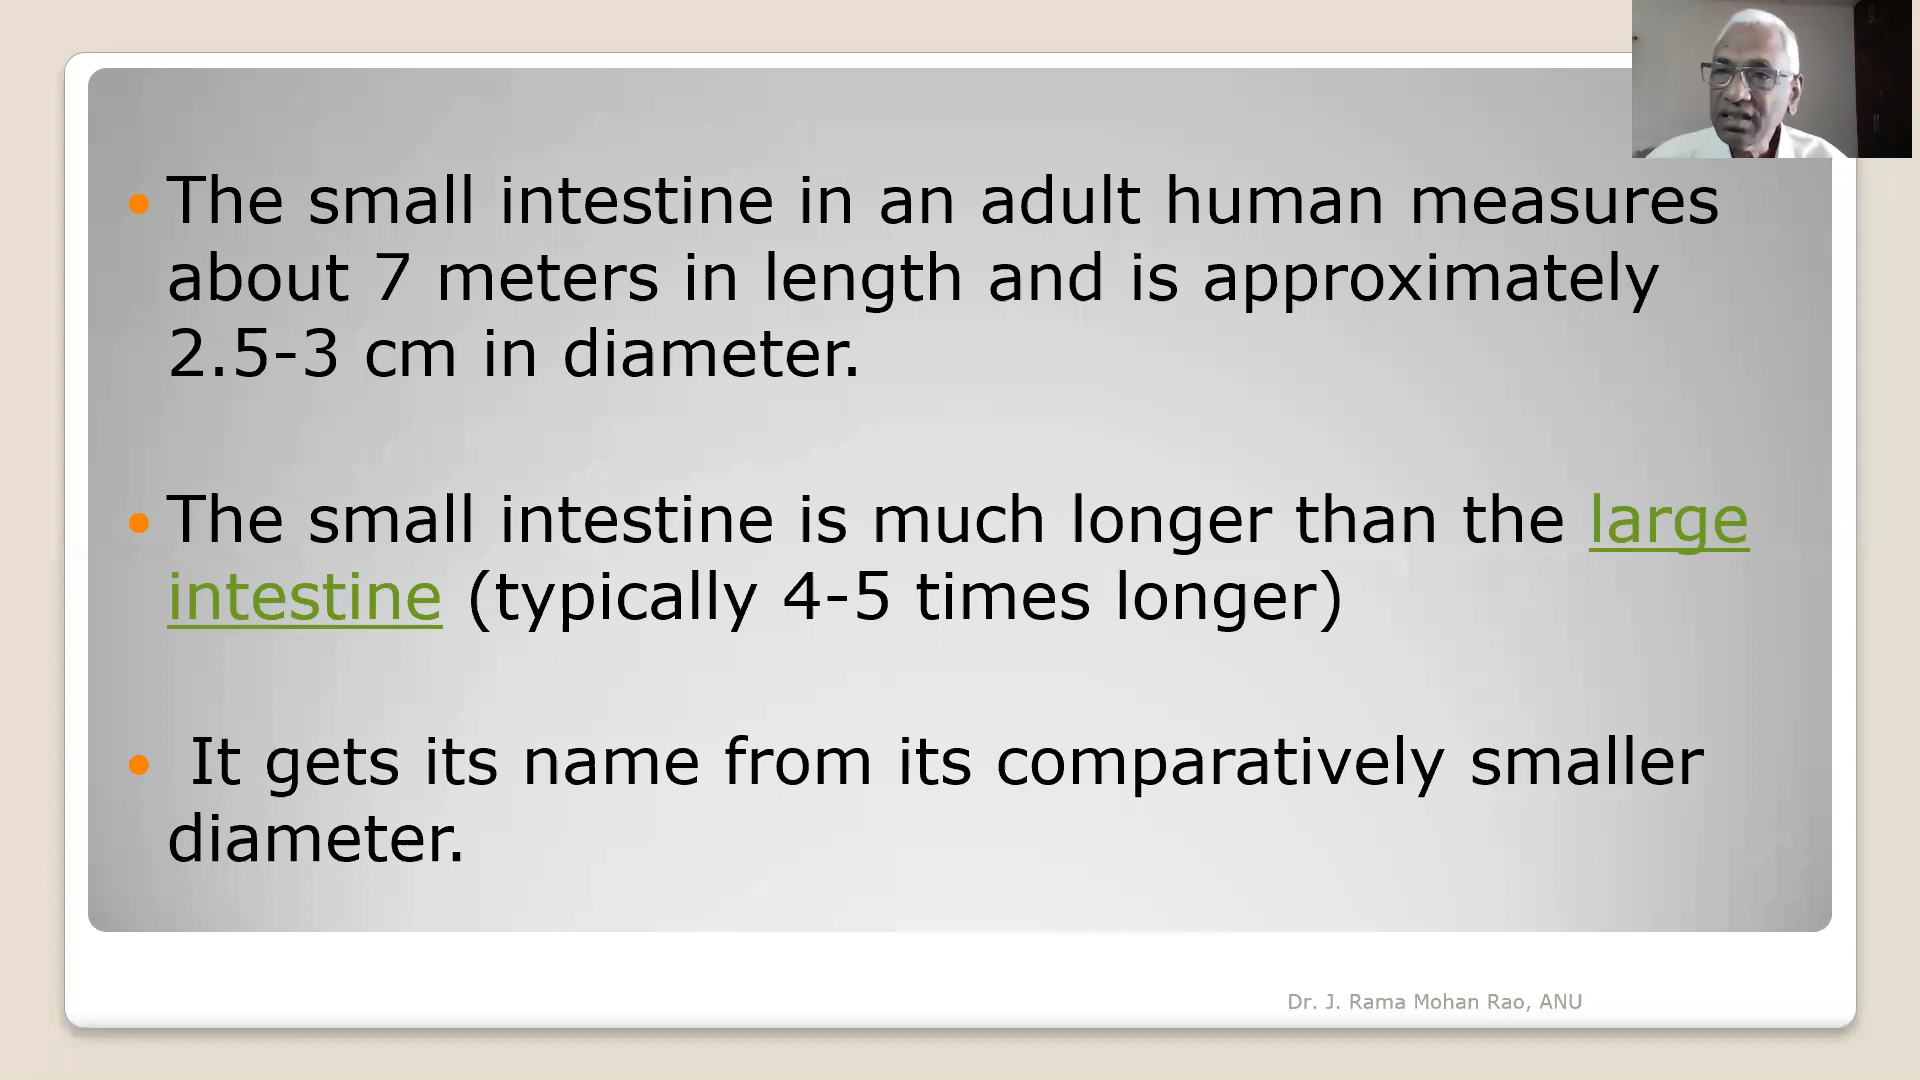 The small intestine in an adult human measures
about 7 meters in length and is approximately
2.5-3 cm in diameter.
The small intestine is much longer than the large
intestine (typically 4-5 times longer)
It gets its name from its comparatively smaller
diameter.
Dr. J. Rama Mohan Rao, ANU